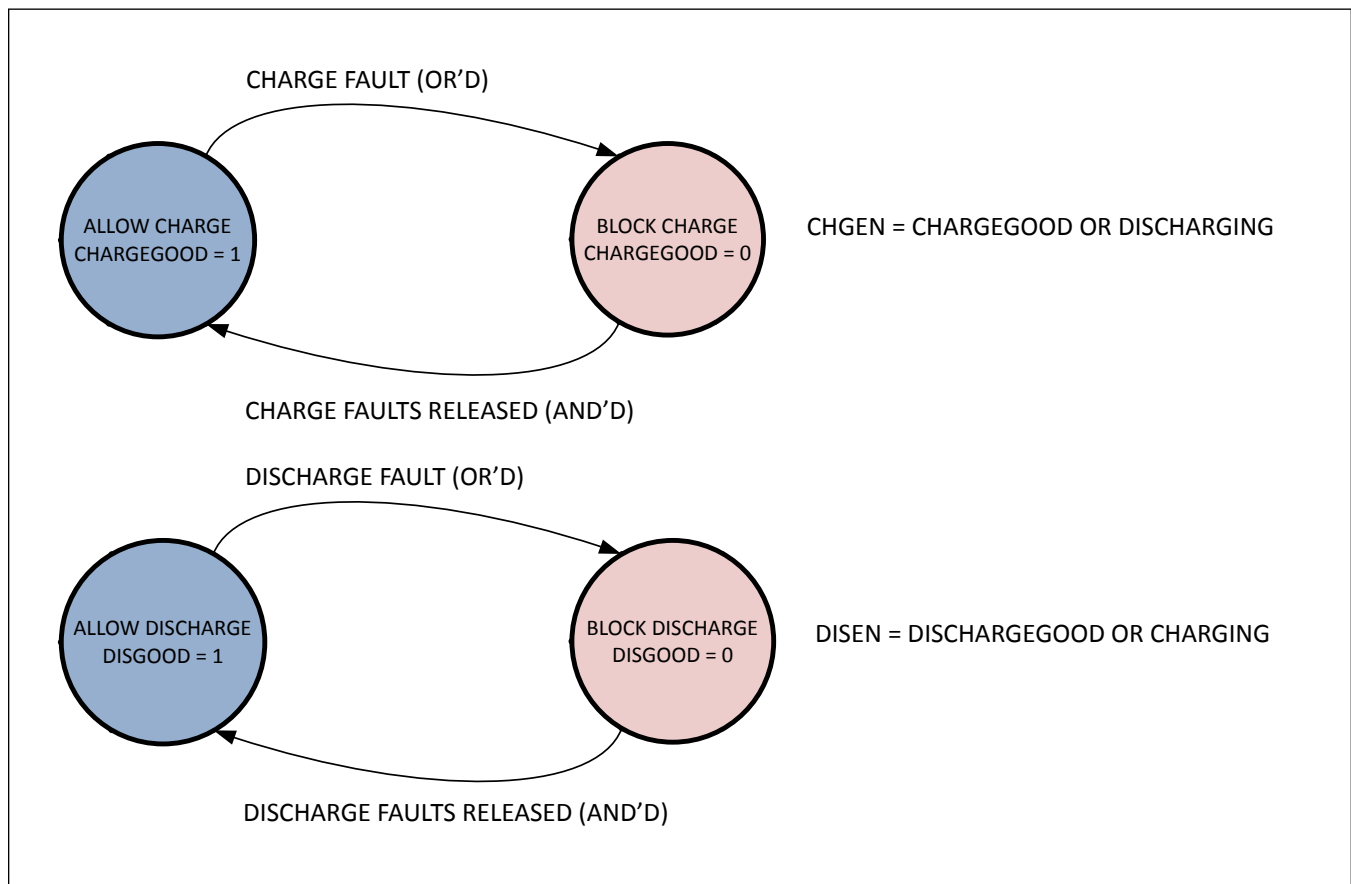 CHARGE FAULT (OR’D)
ALLOW CHARGE
CHARGEGOOD = 1
BLOCK CHARGE
CHARGEGOOD = 0
CHGEN = CHARGEGOOD OR DISCHARGING
CHARGE FAULTS RELEASED (AND’D)
DISCHARGE FAULT (OR’D)
ALLOW DISCHARGE
DISGOOD = 1
BLOCK DISCHARGE
DISGOOD = 0
DISEN = DISCHARGEGOOD OR CHARGING
DISCHARGE FAULTS RELEASED (AND’D)